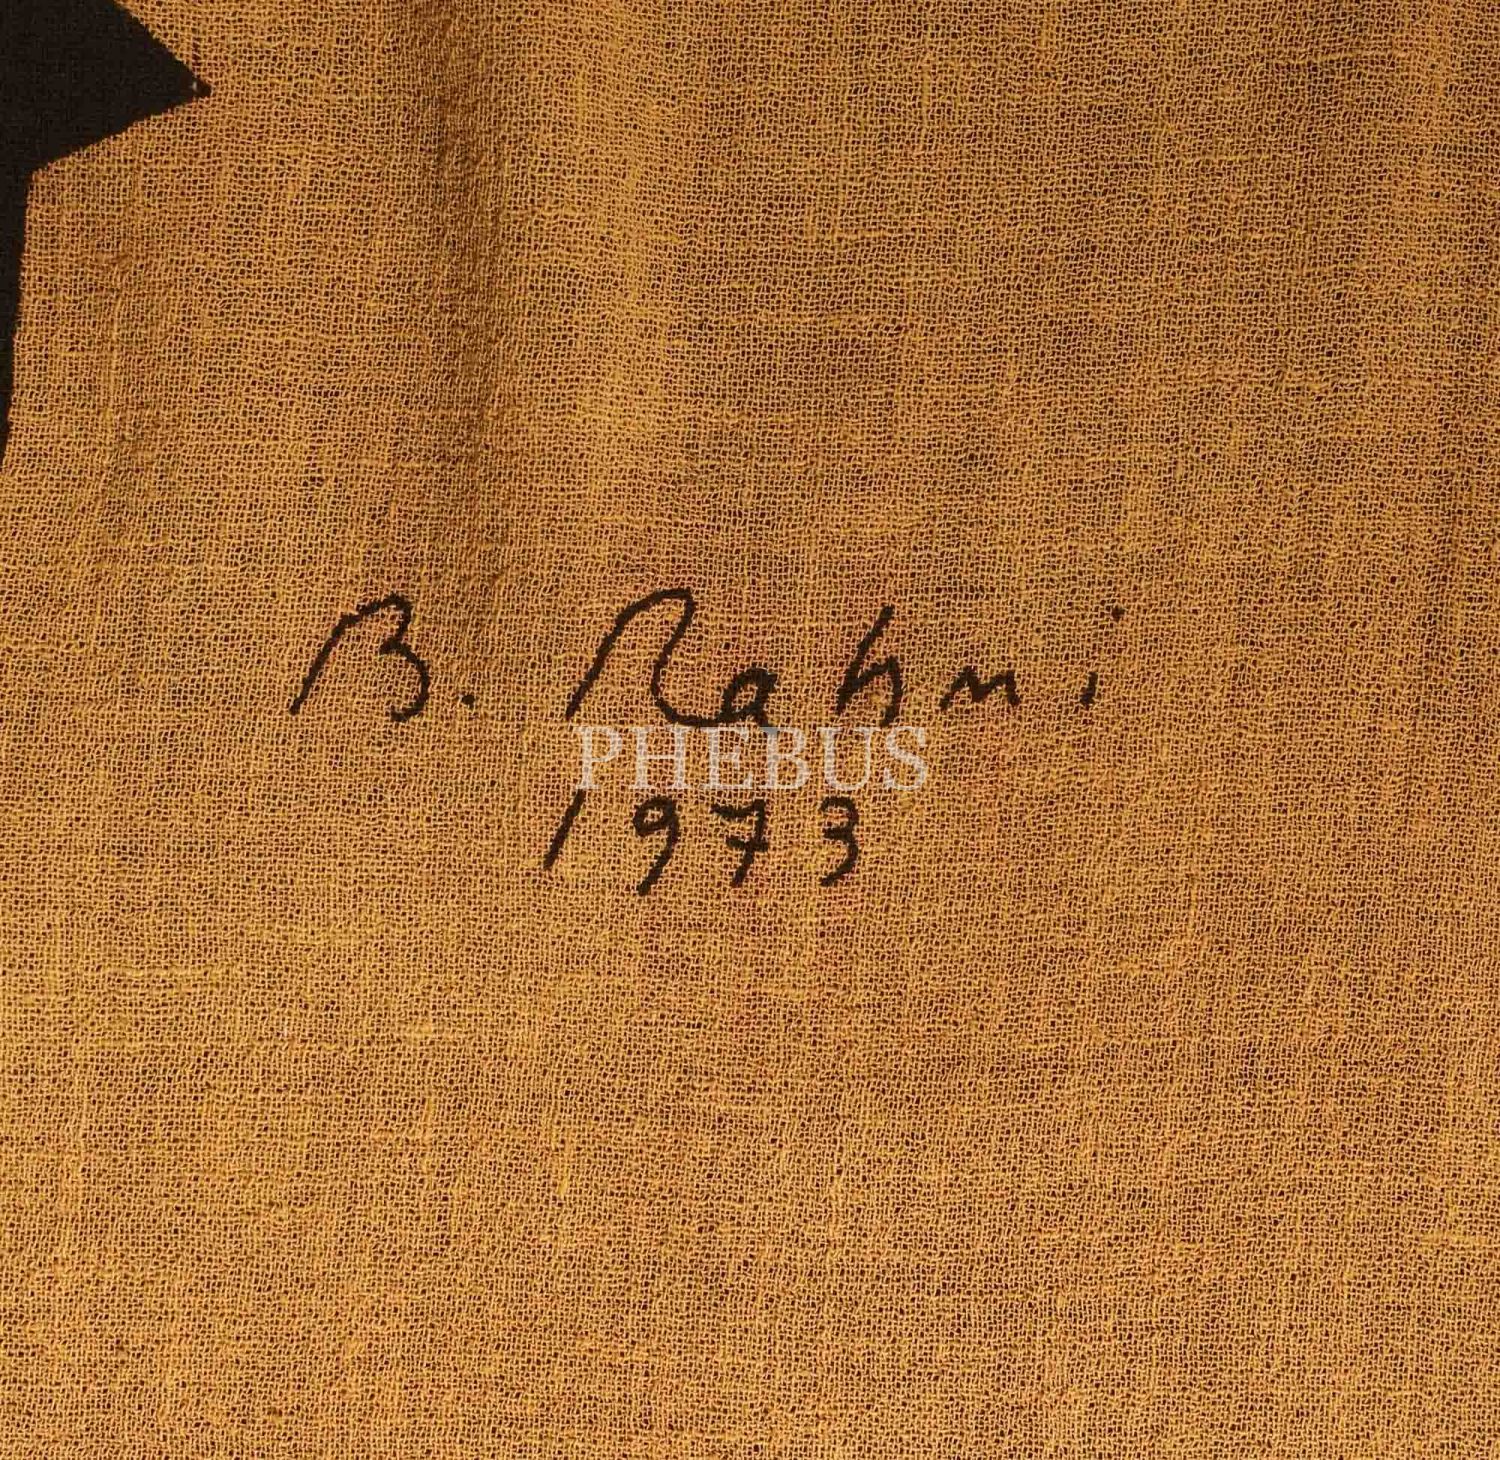 B. Rahmi
PHEBUS
1973